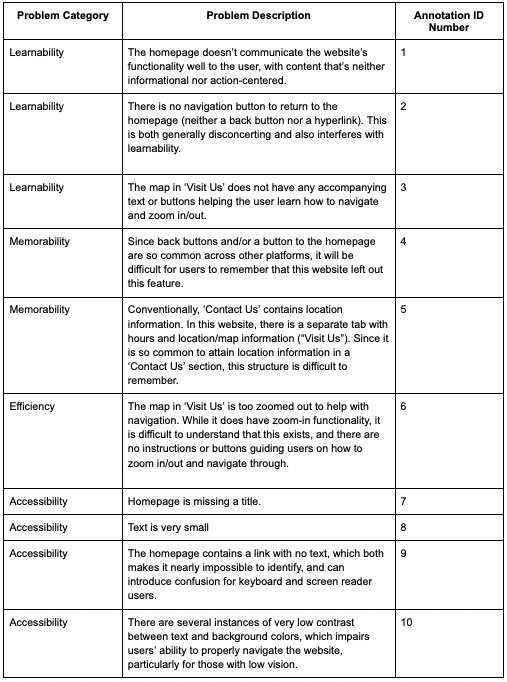 Problem Category Problem Description Annotation ID
Number
Learnability The homepage doesn’t communicate the website’s 1
functionality well to the user, with content that’s neither
informational nor action-centered.
Learnability There is no navigation button to return to the 2
homepage (neither a back button nor a hyperlink). This
is both generally disconcerting and also interferes with
learnability.
Learnability The map in ‘Visit Us’ does not have any accompanying 3
text or buttons helping the user learn how to navigate
and zoom in/out.
Memorability Since back buttons and/or a button to the homepage 4
are so common across other platforms, it will be
difficult for users to remember that this website left out
this feature.
Memorability Conventionally, ‘Contact Us’ contains location 5
information. In this website, there is a separate tab with
hours and location/map information (“Visit Us”). Since it
is so common to attain location information in a
‘Contact Us’ section, this structure is difficult to
remember.
Efficiency The map in ‘Visit Us’ is too zoomed out to help with 6
navigation. While it does have zoom-in functionality, it
is difficult to understand that this exists, and there are
no instructions or buttons guiding users on how to
zoom in/out and navigate through.
Accessibility Homepage is missing a title. 7
Accessibility Text is very small 8
Accessibility The homepage contains a link with no text, which both 9
makes it nearly impossible to identify, and can
introduce confusion for keyboard and screen reader
users.
Accessibility There are several instances of very low contrast 10
between text and background colors, which impairs
users’ ability to properly navigate the website,
particularly for those with low vision.